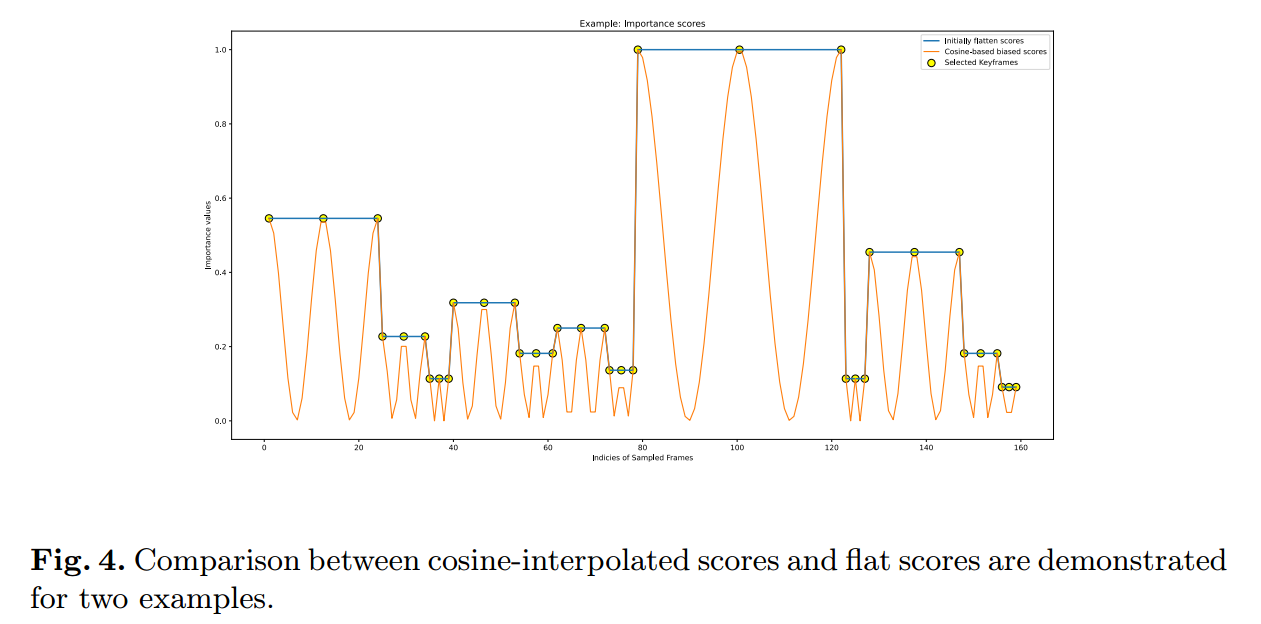 Example: Importance scores
Initially flatten scores
Cosine-based biased scores
Selected Keyframes
Importance values
1.0
0.8
0.6
0.4
0.2
0.0
0 20 40 60 80 100 120 140 160
Indicies of Sampled Frames
Fig. 4. Comparison between cosine-interpolated scores and flat scores are demonstrated
for two examples.